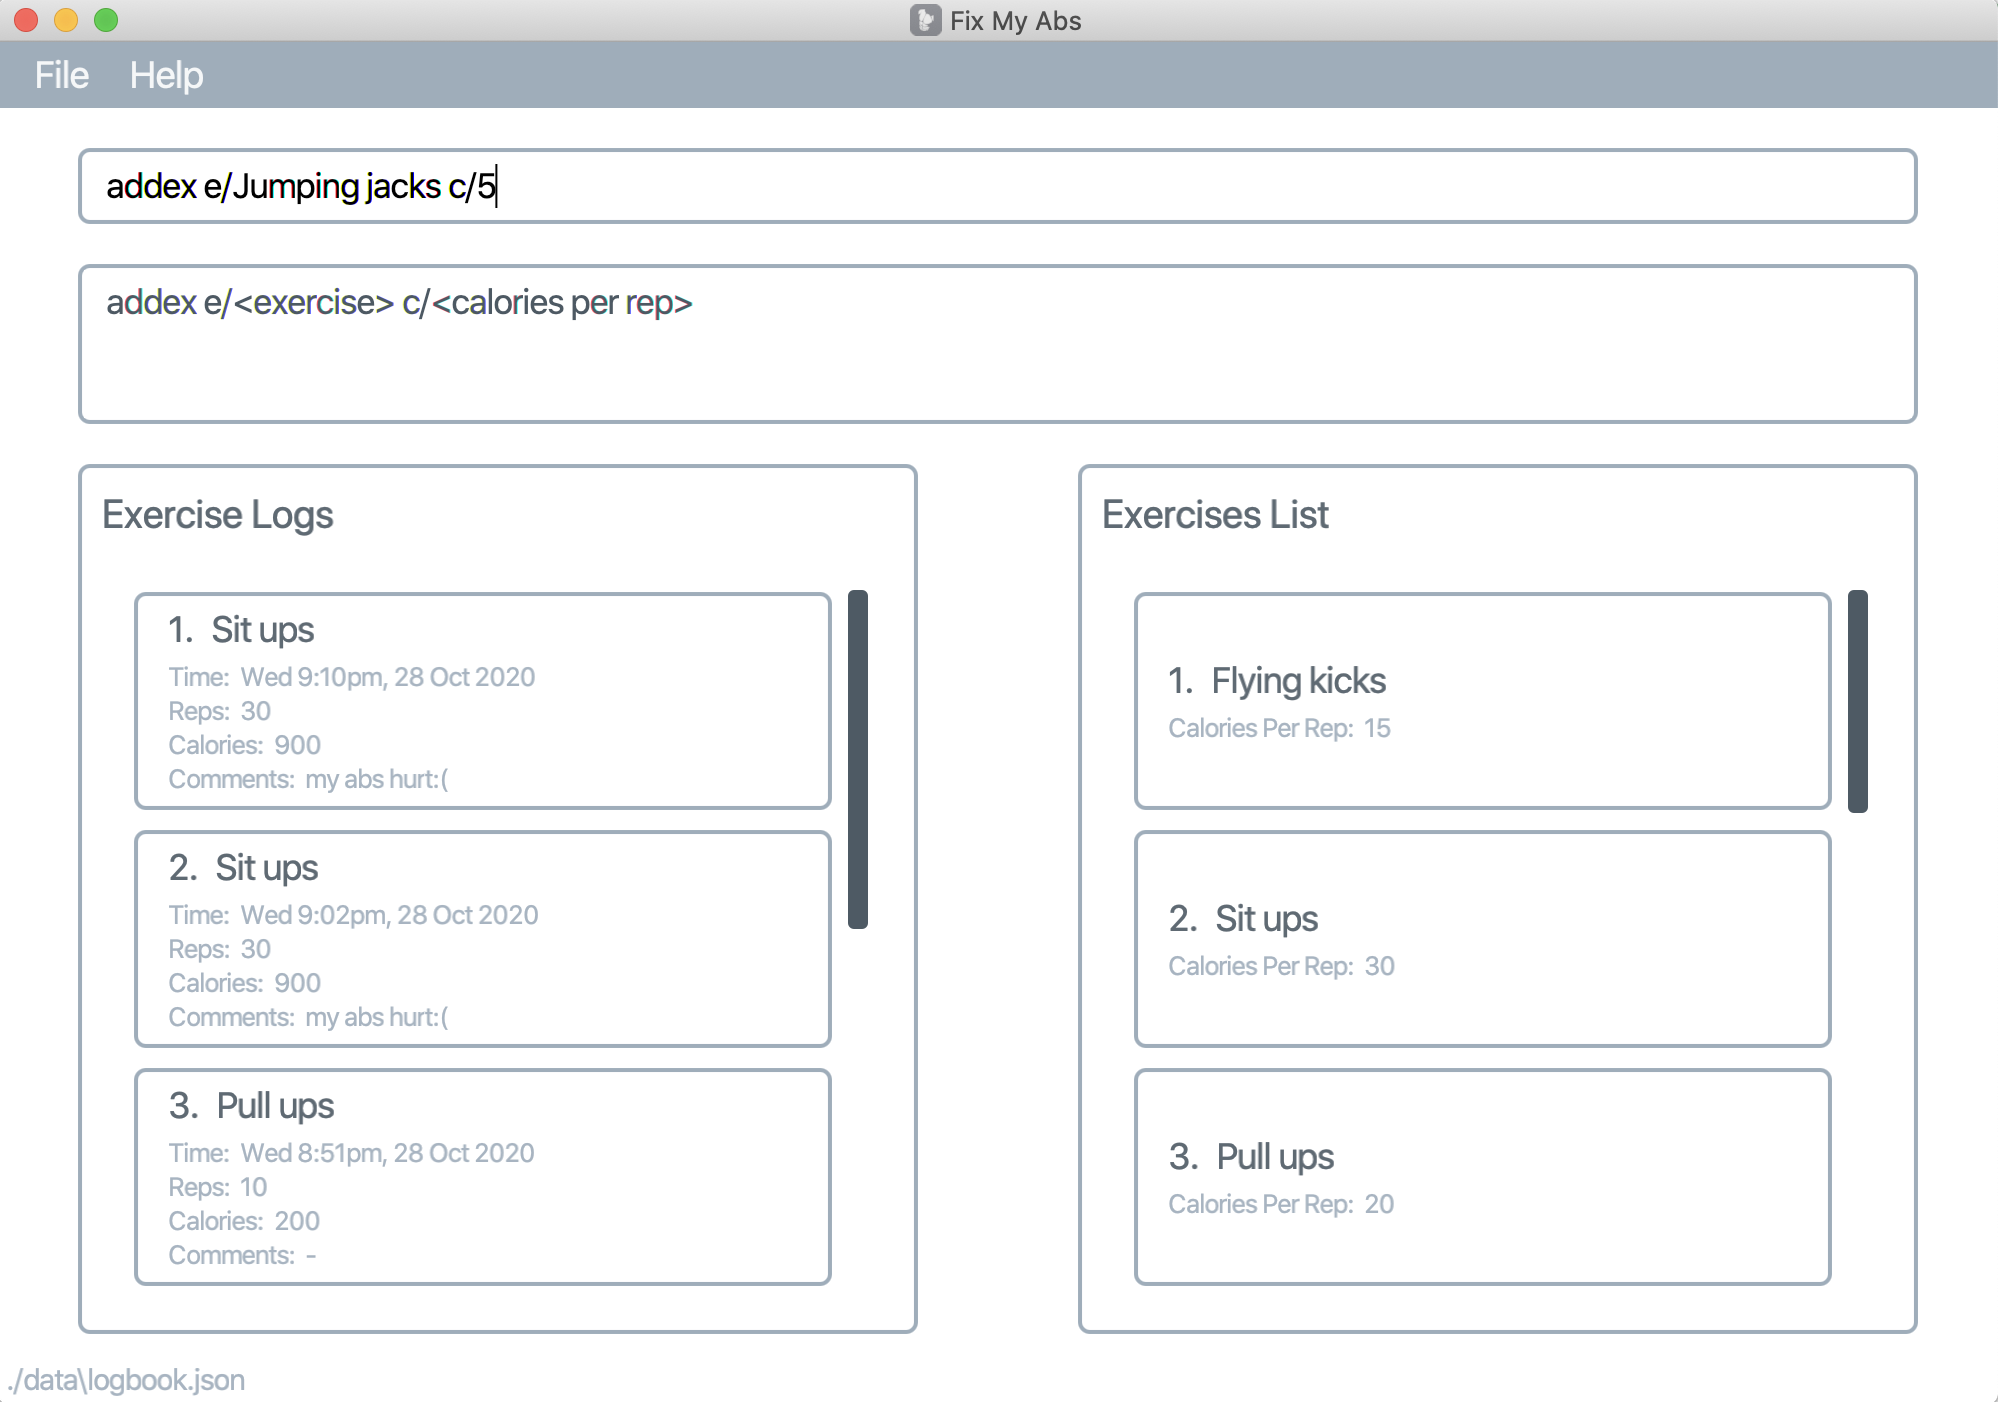 Fix My Abs
File Help
addex e/Jumping jacks c/5
addex e/<exercise> c/<calories per rep>
Exercise Logs
1. Sit ups
Time: Wed 9:10pm, 28 Oct 2020
Reps: 30
Calories: 900
Comments: my abs hurt:(
2. Sit ups
Time: Wed 9:02pm, 28 Oct 2020
Reps: 30
Calories: 900
Comments: my abs hurt:(
3. Pull ups
Time: Wed 8:51pm, 28 Oct 2020
Reps: 10
Calories: 200
Comments: -
Exercises List
1. Flying kicks
Calories Per Rep: 15
2. Sit ups
Calories Per Rep: 30
3. Pull ups
Calories Per Rep: 20
./data\logbook.json